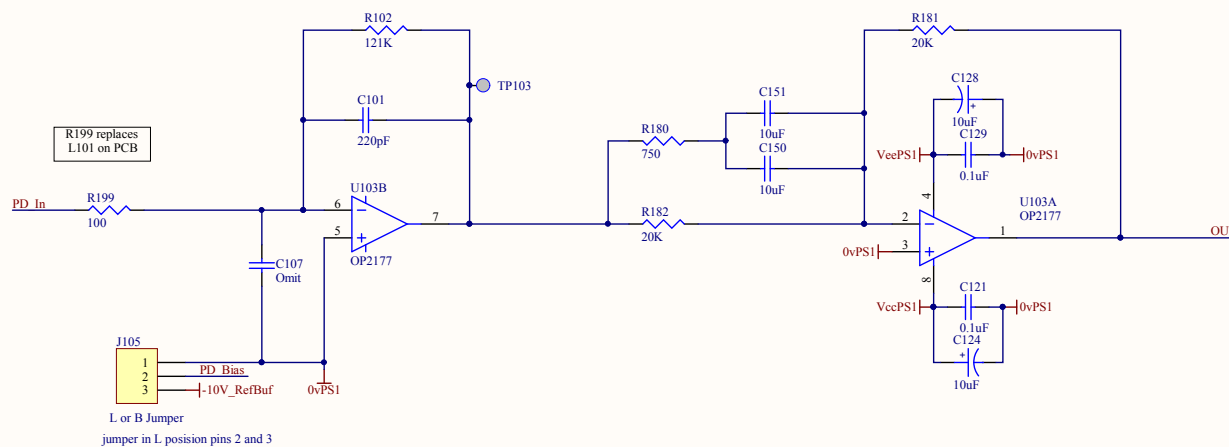 R102
121K
TP103
C101
220pF
R199 replaces
L101 on PCB
PD_In
R199
100
U103B
6
5
7
OP2177
C107
Omit
J105
1
2
3
PD_Bias
-10V_RefBuf
0vPS1
L or B Jumper
jumper in L posision pins 2 and 3
R180
750
C151
10uF
C150
10uF
R182
20K
R181
20K
C128
+
10uF
C129
0.1uF
VeePS1
0vPS1
4
U103A
OP2177
2
3
1
8
0vPS1
OU
VccPS1
C121
0.1uF
0vPS1
C124
+
10uF